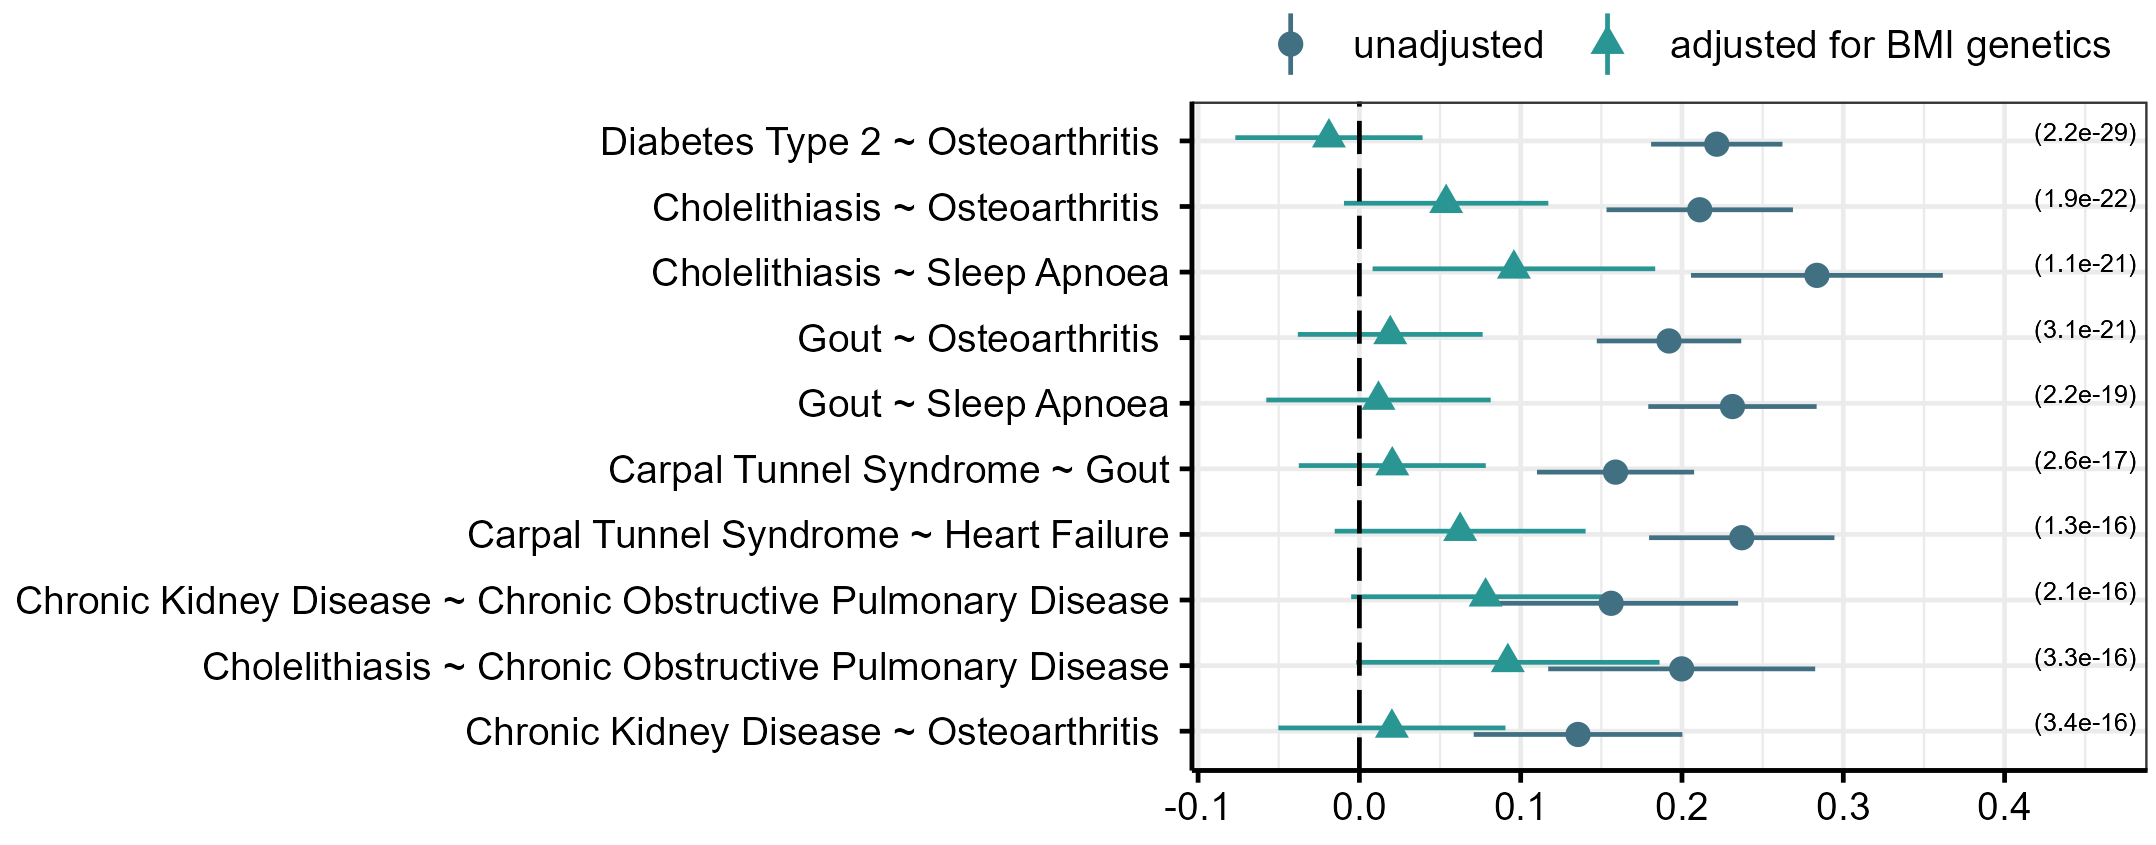 unadjusted adjusted for BMI genetics
Diabetes Type 2 ~ Osteoarthritis (2.2e-29)
Cholelithiasis ~ Osteoarthritis (1.9e-22)
Cholelithiasis ~ Sleep Apnoea (1.1e-21)
Gout ~ Osteoarthritis (3.1e-21)
Gout ~ Sleep Apnoea (2.2e-19)
Carpal Tunnel Syndrome ~ Gout (2.6e-17)
Carpal Tunnel Syndrome ~ Heart Failure (1.3e-16)
Chronic Kidney Disease ~ Chronic Obstructive Pulmonary Disease (2.1e-16)
Cholelithiasis ~ Chronic Obstructive Pulmonary Disease (3.3e-16)
Chronic Kidney Disease ~ Osteoarthritis (3.4e-16)
-0.1 0.0 0.1 0.2 0.3 0.4